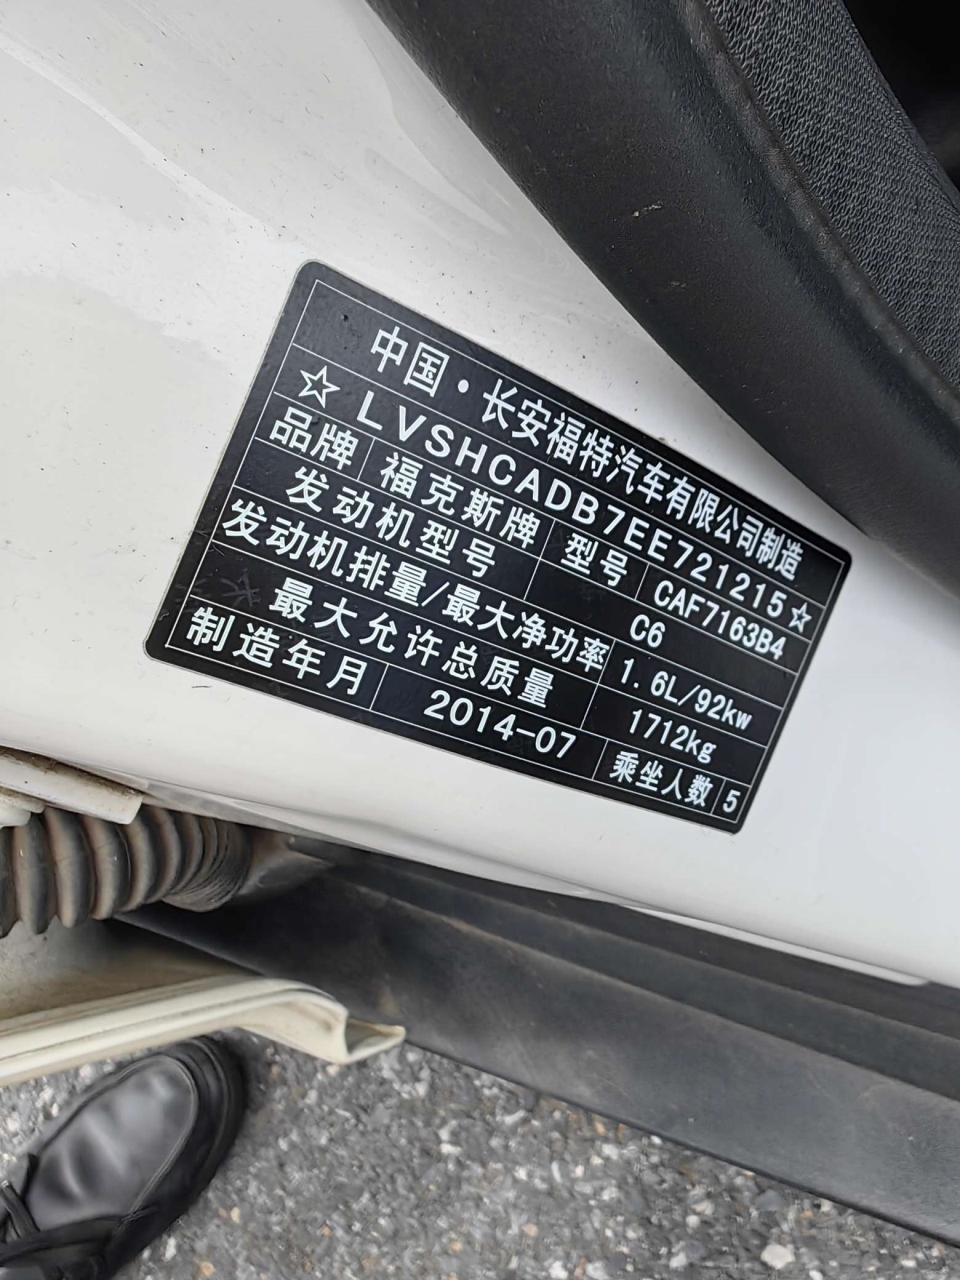 中国·长安福特汽车有限公司制造
☆LVSHCADB7EE721215☆
品牌 福克斯牌 型号 CAF7163B4
发动机型号 C6
发动机排量/最大净功率 1.6L/92kw
最大允许总质量 1712kg
制造年月 2014-07 乘坐人数 5